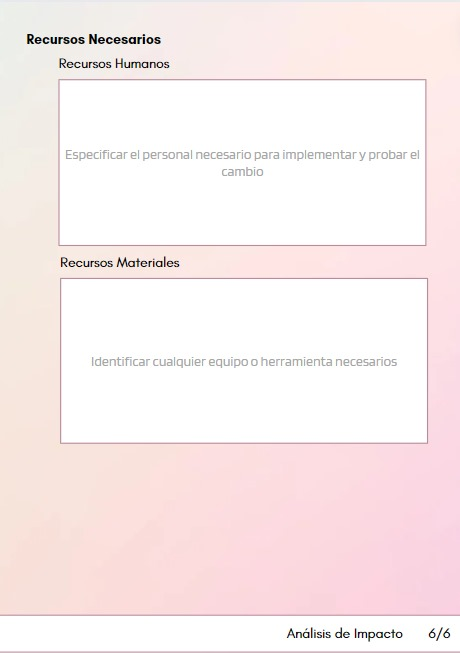 Recursos Necesarios
Recursos Humanos
Especificar el personal necesario para implementar y probar el
cambio
Recursos Materiales
Identificar cualquier equipo o herramienta necesarios
Análisis de Impacto 6/6